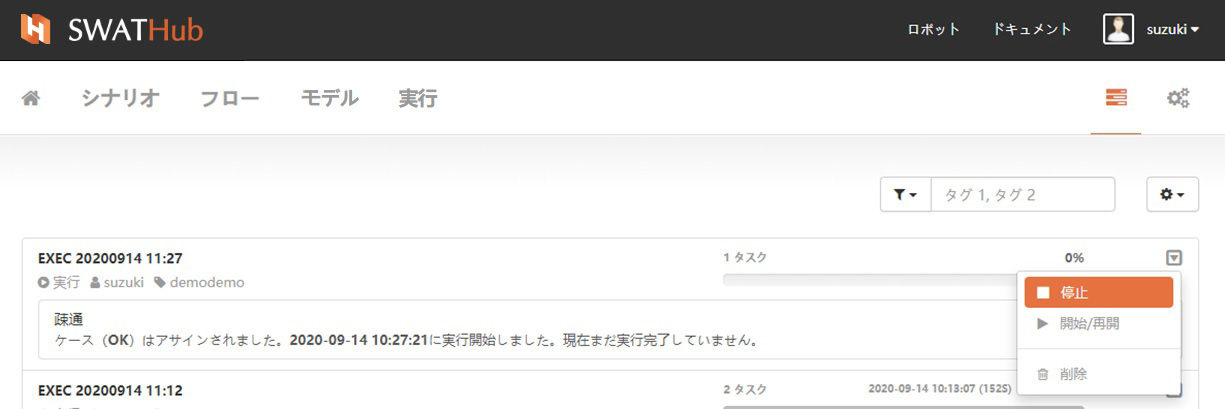 SWATHub
ロボット ドキュメント suzuki
シナリオ フロー モデル 実行
タグ 1, タグ 2
EXEC 20200914 11:27
1 タスク 0%
実行 suzuki demodemo
停止
疎通
開始/再開
ケース（OK）はアサインされました。2020-09-14 10:27:21に実行開始しました。現在まだ実行完了していません。
削除
EXEC 20200914 11:12
2 タスク 2020-09-14 10:13:07 (152S)